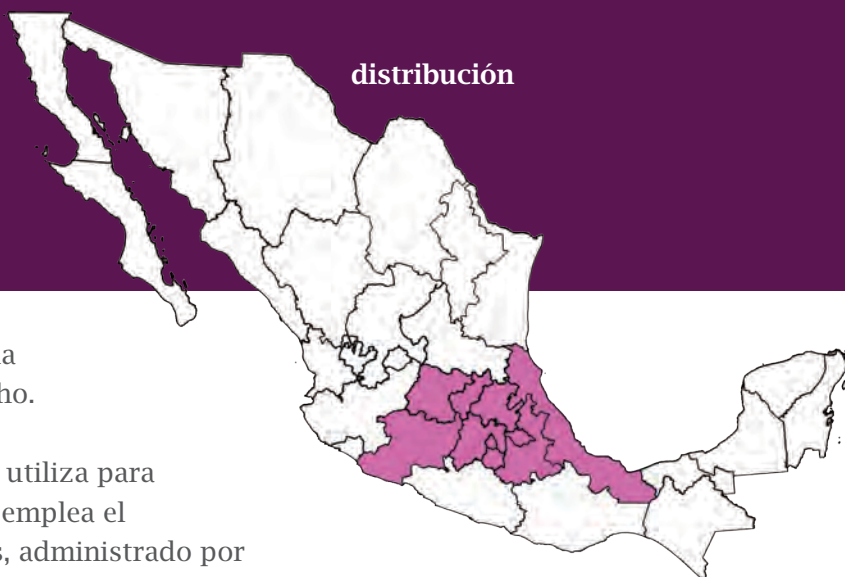 distribución
ho.
utiliza para
emplea el
, administrado por